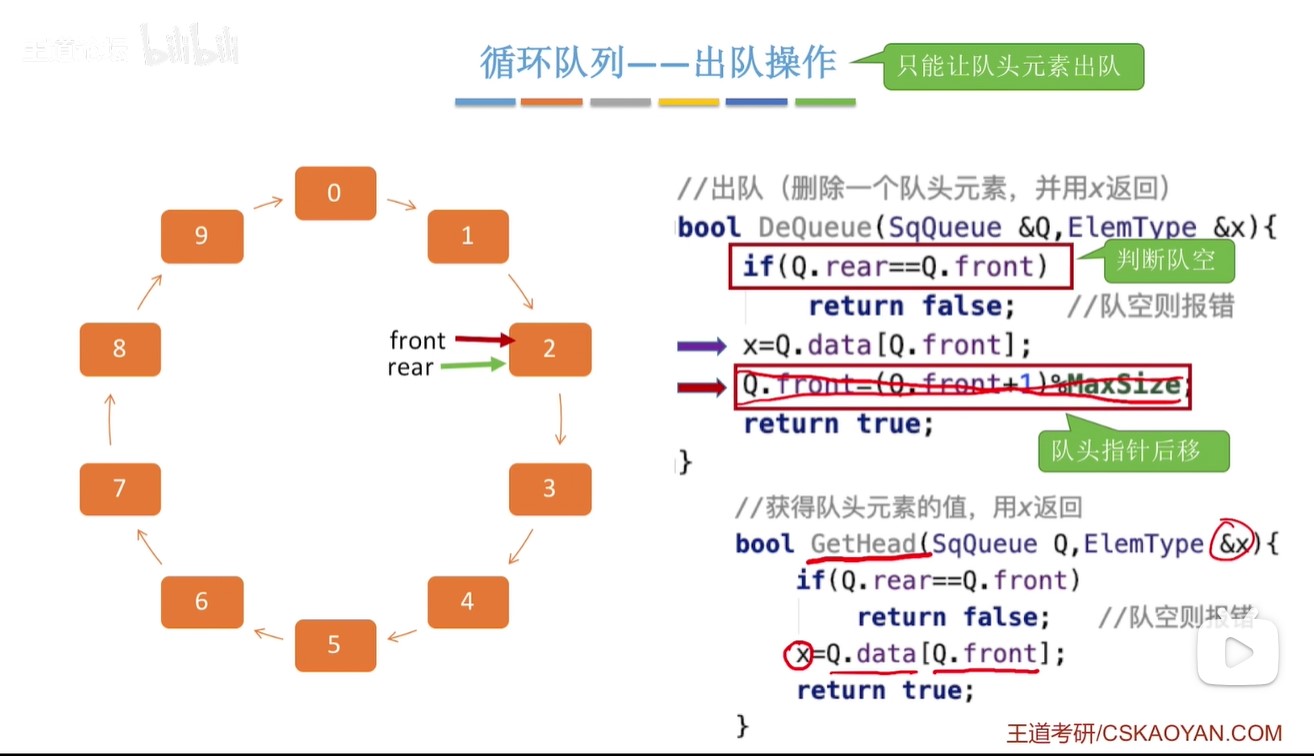 王道论坛 bilibili
循环队列——出队操作
只能让队头元素出队
0
1
2
3
4
5
6
7
8
9
front
rear
//出队（删除一个队头元素，并用x返回）
bool DeQueue(SqQueue &Q,ElemType &x){
if(Q.rear==Q.front)
判断队空
return false; //队空则报错
x=Q.data[Q.front];
Q.front=(Q.front+1)%MaxSize;
队头指针后移
return true;
}
//获得队头元素的值，用x返回
bool GetHead(SqQueue Q,ElemType &x){
if(Q.rear==Q.front)
return false; //队空则报错
x=Q.data[Q.front];
return true;
}
王道考研/CSKAOYAN.COM